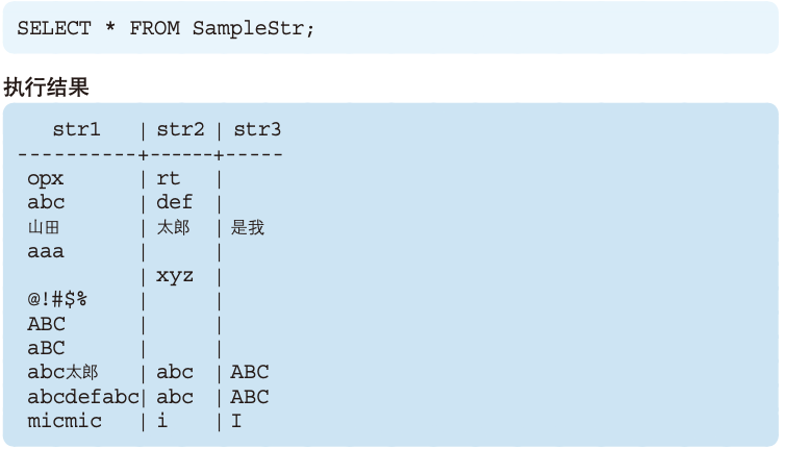 SELECT * FROM SampleStr;
执行结果
   str1   | str2 | str3
----------+------+-----
 opx      | rt   |
 abc      | def  |
 山田     | 太郎 | 是我
 aaa      |      |
          | xyz  |
 @!#$%    |      |
 ABC      |      |
 aBC      |      |
 abc太郎  | abc  | ABC
 abcdefabc| abc  | ABC
 micmic   | i    | I